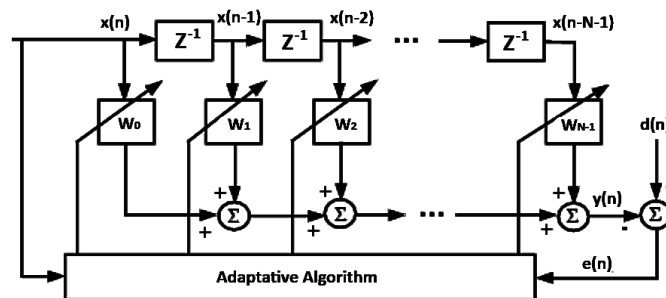 x(n) x(n-1) x(n-2) x(n-N-1)
Z⁻¹ Z⁻¹ ... Z⁻¹
W₀ W₁ W₂ W_N-1 d(n)
+ + + y(n)
Σ Σ ... Σ Σ
+ + + -
e(n)
Adaptative Algorithm